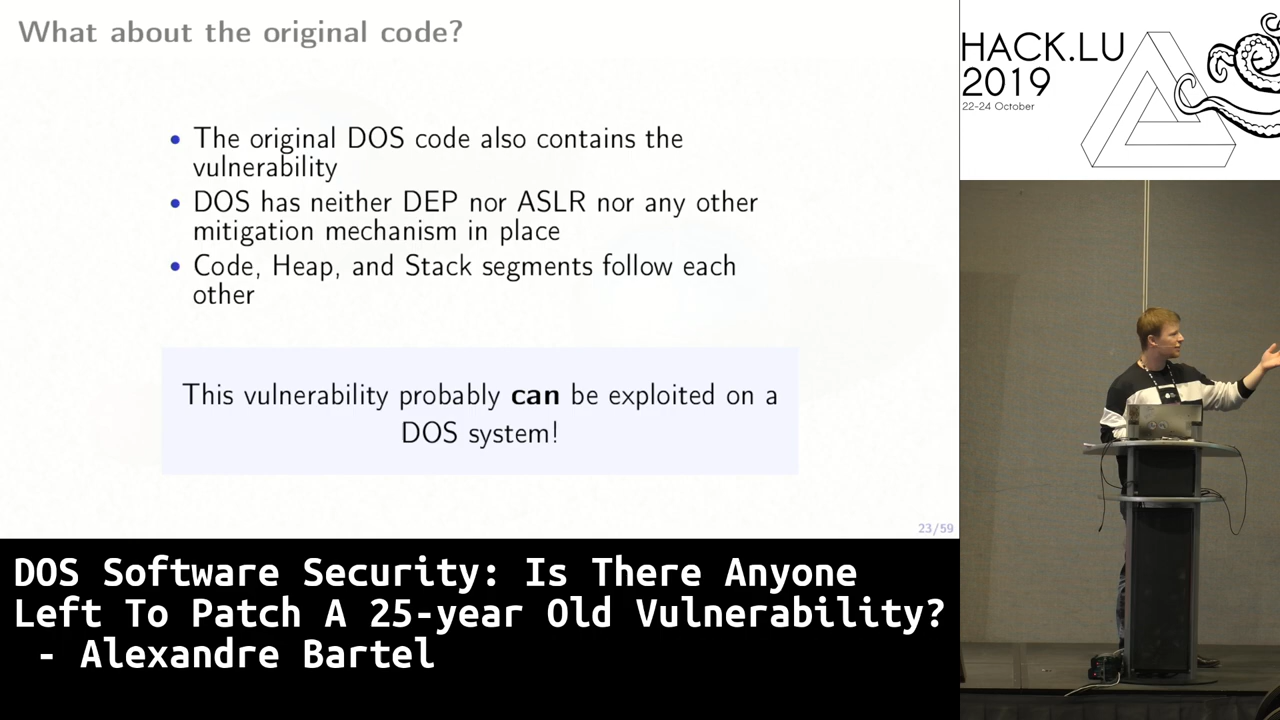 What about the original code?
• The original DOS code also contains the
vulnerability
• DOS has neither DEP nor ASLR nor any other
mitigation mechanism in place
• Code, Heap, and Stack segments follow each
other
This vulnerability probably can be exploited on a
DOS system!
23/59
HACK.LU
2019
22-24 October
DOS Software Security: Is There Anyone
Left To Patch A 25-year Old Vulnerability?
- Alexandre Bartel